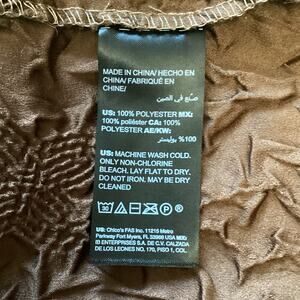 MADE IN CHINA/ HECHO EN
CHINA/ FABRIQUÉ EN
CHINE/
صنع في الصين
US: 100% POLYESTER MX:
100% poliéster CA: 100%
POLYESTER AE/KW:
100% بوليستر
US: MACHINE WASH COLD.
ONLY NON-CHLORINE
BLEACH. LAY FLAT TO DRY.
DO NOT IRON. MAY BE DRY
CLEANED
30
P
US: Chico's FAS Inc. 11215 Metro
Parkway Fort Myers, FL 33966 USA MX:
ENTERPRISES S.A. DE C.V. CALZADA
DE LOS LEONES NO. 170, PISO 1, COL.